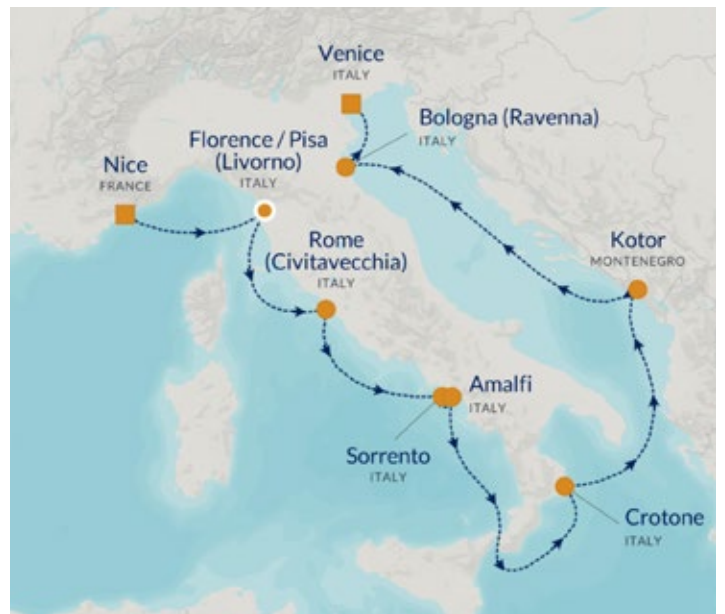 Venice
ITALY
Bologna (Ravenna)
ITALY
Florence / Pisa
(Livorno)
ITALY
Nice
FRANCE
Rome
(Civitavecchia)
ITALY
Kotor
MONTENEGRO
Amalfi
ITALY
Sorrento
ITALY
Crotone
ITALY